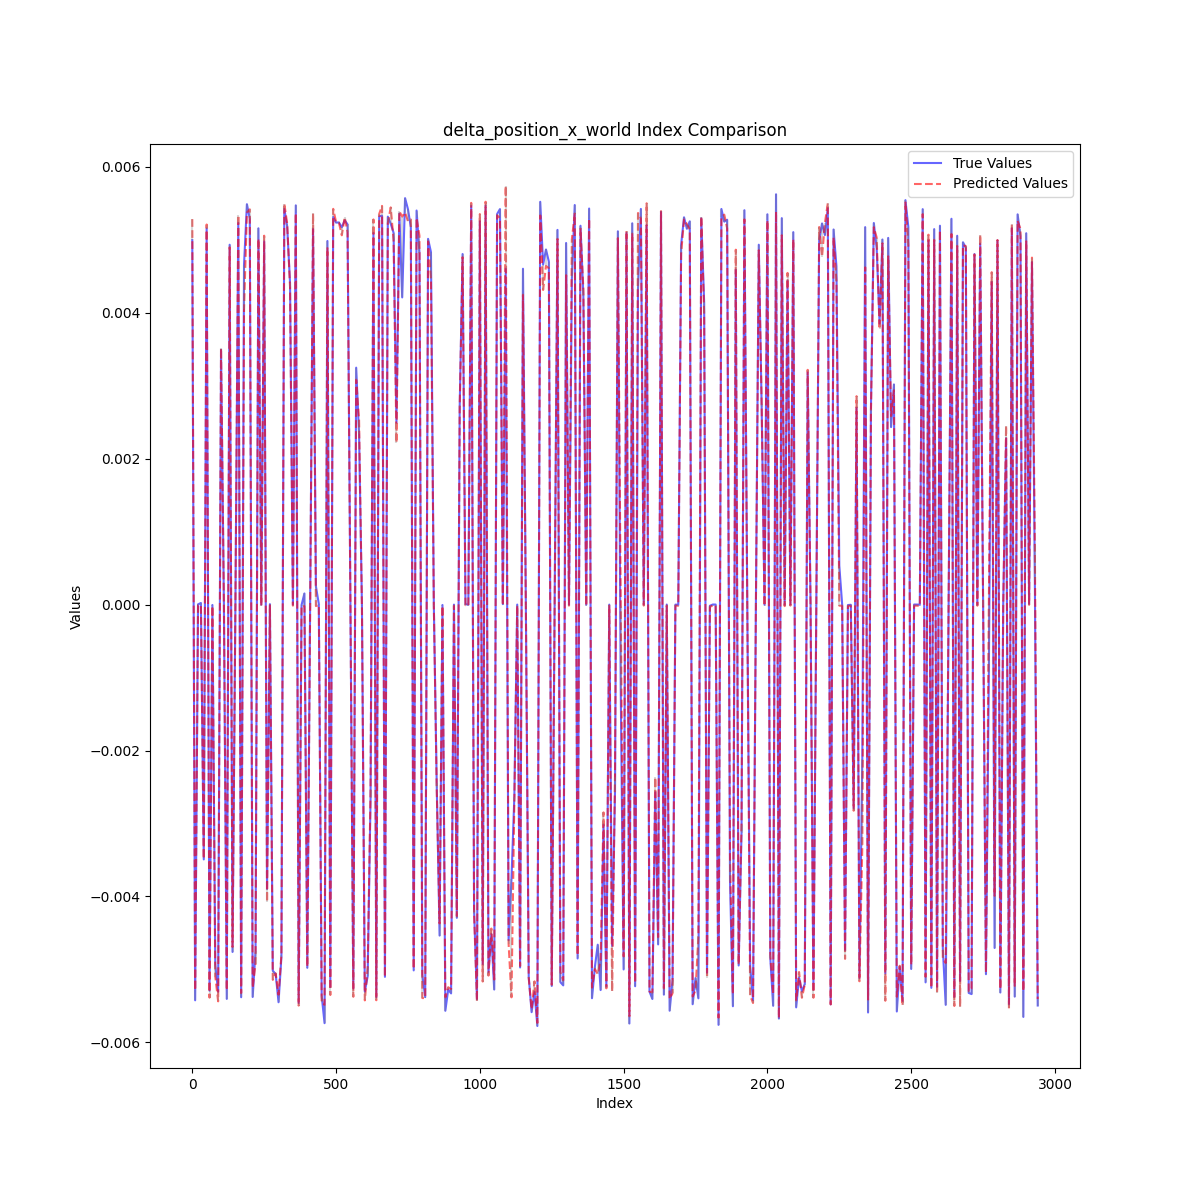 delta_position_x_world Index Comparison
True Values
Predicted Values
0.006
0.004
0.002
0.000
−0.002
−0.004
−0.006
Values
0
500
1000
1500
2000
2500
3000
Index